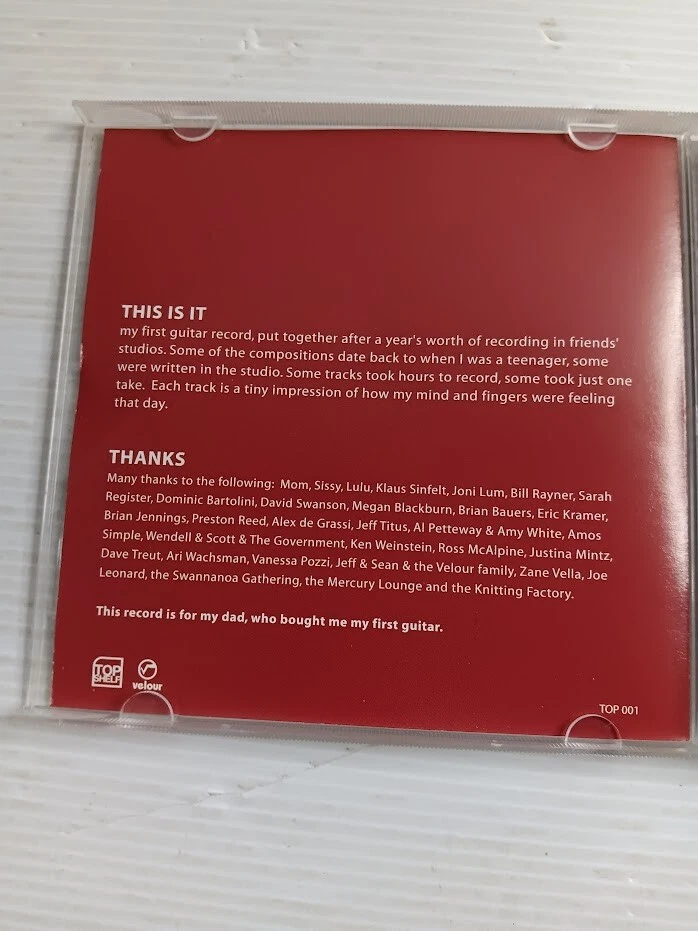 THIS IS IT
my first guitar record, put together after a year's worth of recording in friends'
studios. Some of the compositions date back to when I was a teenager, some
were written in the studio. Some tracks took hours to record, some took just one
take. Each track is a tiny impression of how my mind and fingers were feeling
that day.
THANKS
Many thanks to the following: Mom, Sissy, Lulu, Klaus Sinfelt, Joni Lum, Bill Rayner, Sarah
Register, Dominic Bartolini, David Swanson, Megan Blackburn, Brian Bauers, Eric Kramer,
Brian Jennings, Preston Reed, Alex de Grassi, Jeff Titus, Al Petteway & Amy White, Amos
Simple, Wendell & Scott & The Government, Ken Weinstein, Ross McAlpine, Justina Mintz,
Dave Treut, Ari Wachsman, Vanessa Pozzi, Jeff & Sean & the Velour family, Zane Vella, Joe
Leonard, the Swannanoa Gathering, the Mercury Lounge and the Knitting Factory.
This record is for my dad, who bought me my first guitar.
TOP
SHELF
velour
TOP 001